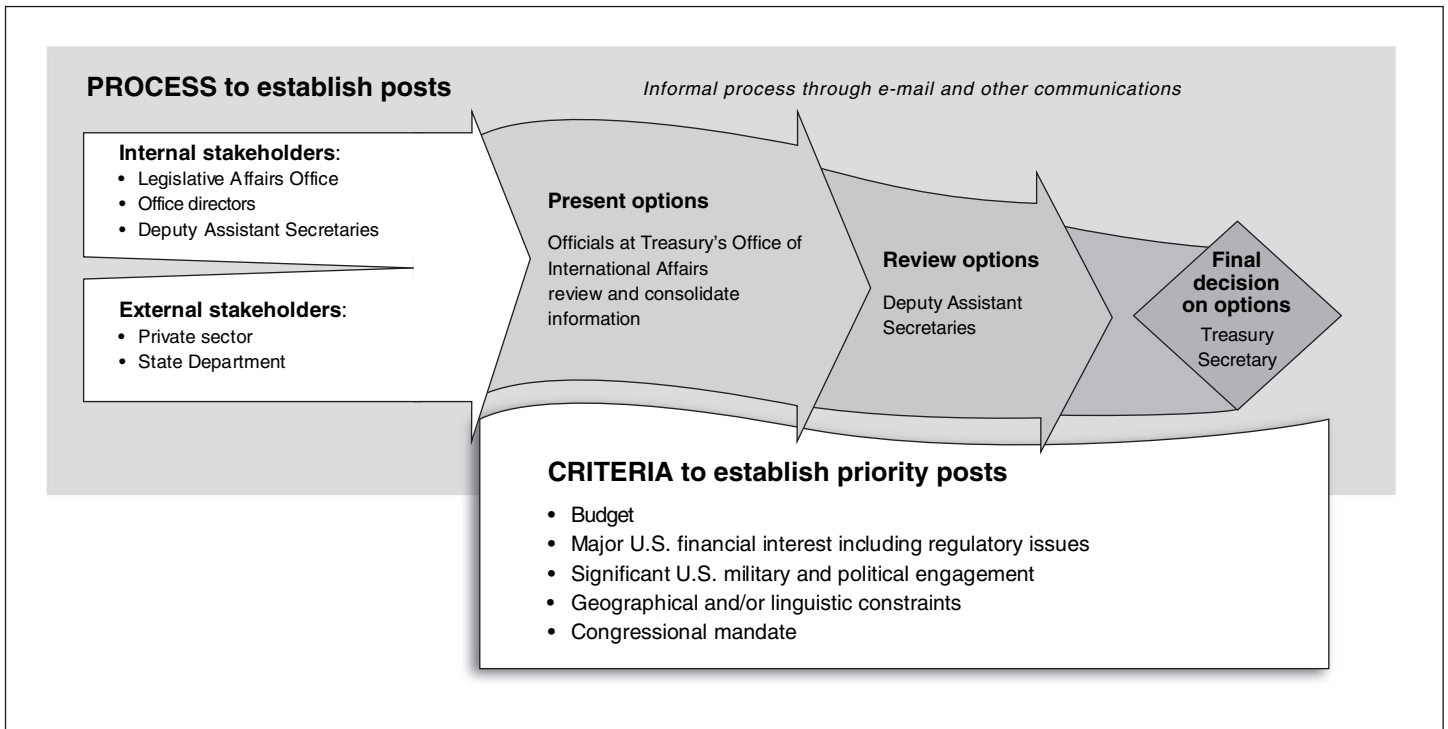 PROCESS to establish posts
Informal process through e-mail and other communications
Internal stakeholders:
• Legislative Affairs Office
• Office directors
• Deputy Assistant Secretaries
External stakeholders:
• Private sector
• State Department
Present options
Officials at Treasury's Office of
International Affairs
review and consolidate
information
Review options
Deputy Assistant
Secretaries
Final
decision
on options
Treasury
Secretary
CRITERIA to establish priority posts
• Budget
• Major U.S. financial interest including regulatory issues
• Significant U.S. military and political engagement
• Geographical and/or linguistic constraints
• Congressional mandate